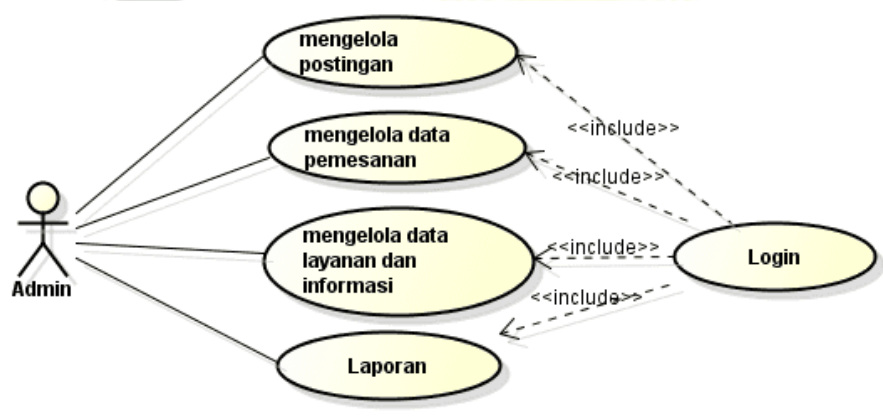 mengelola
postingan
<<include>>
mengelola data
pemesanan
<<include>>
mengelola data
layanan dan
informasi
<<include>>
Login
Admin
<<include>>
Laporan